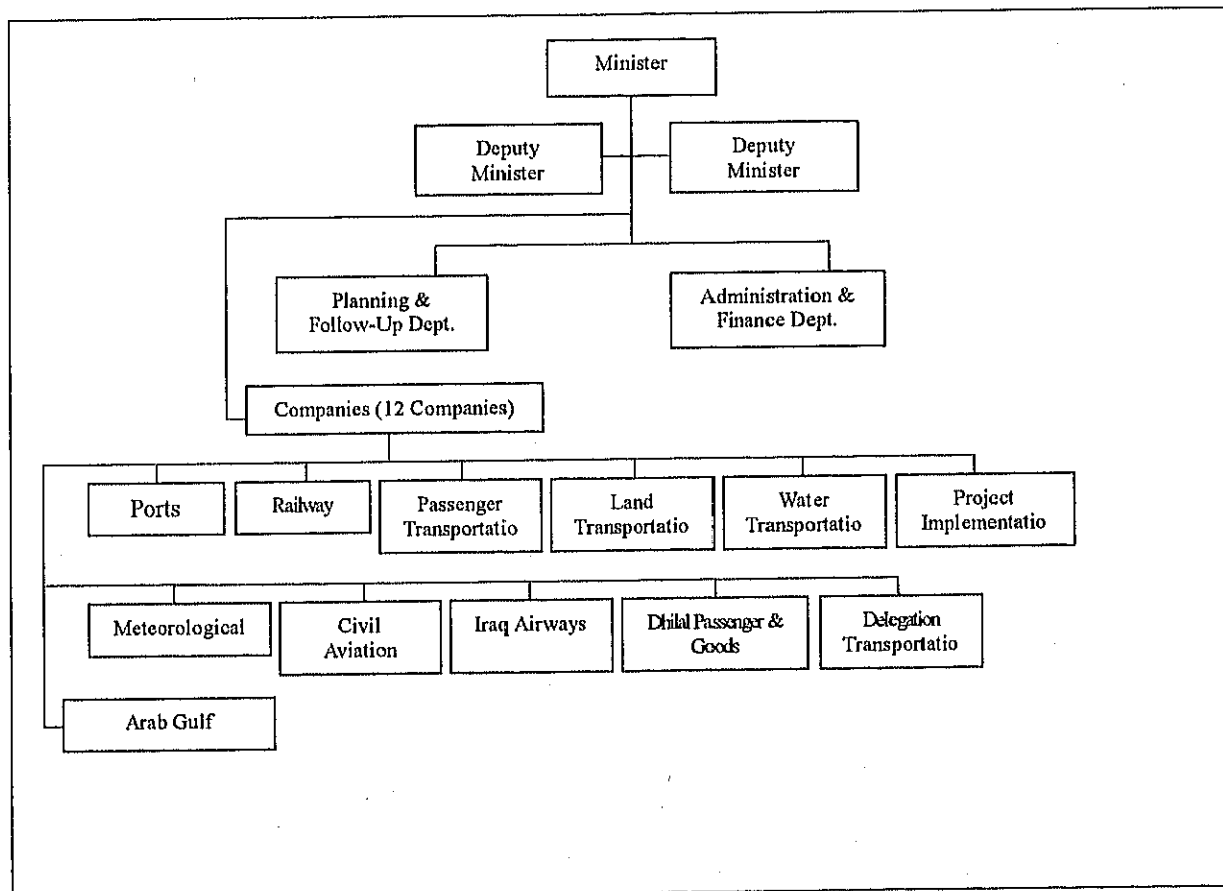 Minister
Deputy
Minister
Deputy
Minister
Planning &
Follow-Up Dept.
Administration &
Finance Dept.
Companies (12 Companies)
Ports
Railway
Passenger
Transportatio
Land
Transportatio
Water
Transportatio
Project
Implementatio
Meteorological
Civil
Aviation
Iraq Airways
Dhilal Passenger &
Goods
Delegation
Transportatio
Arab Gulf